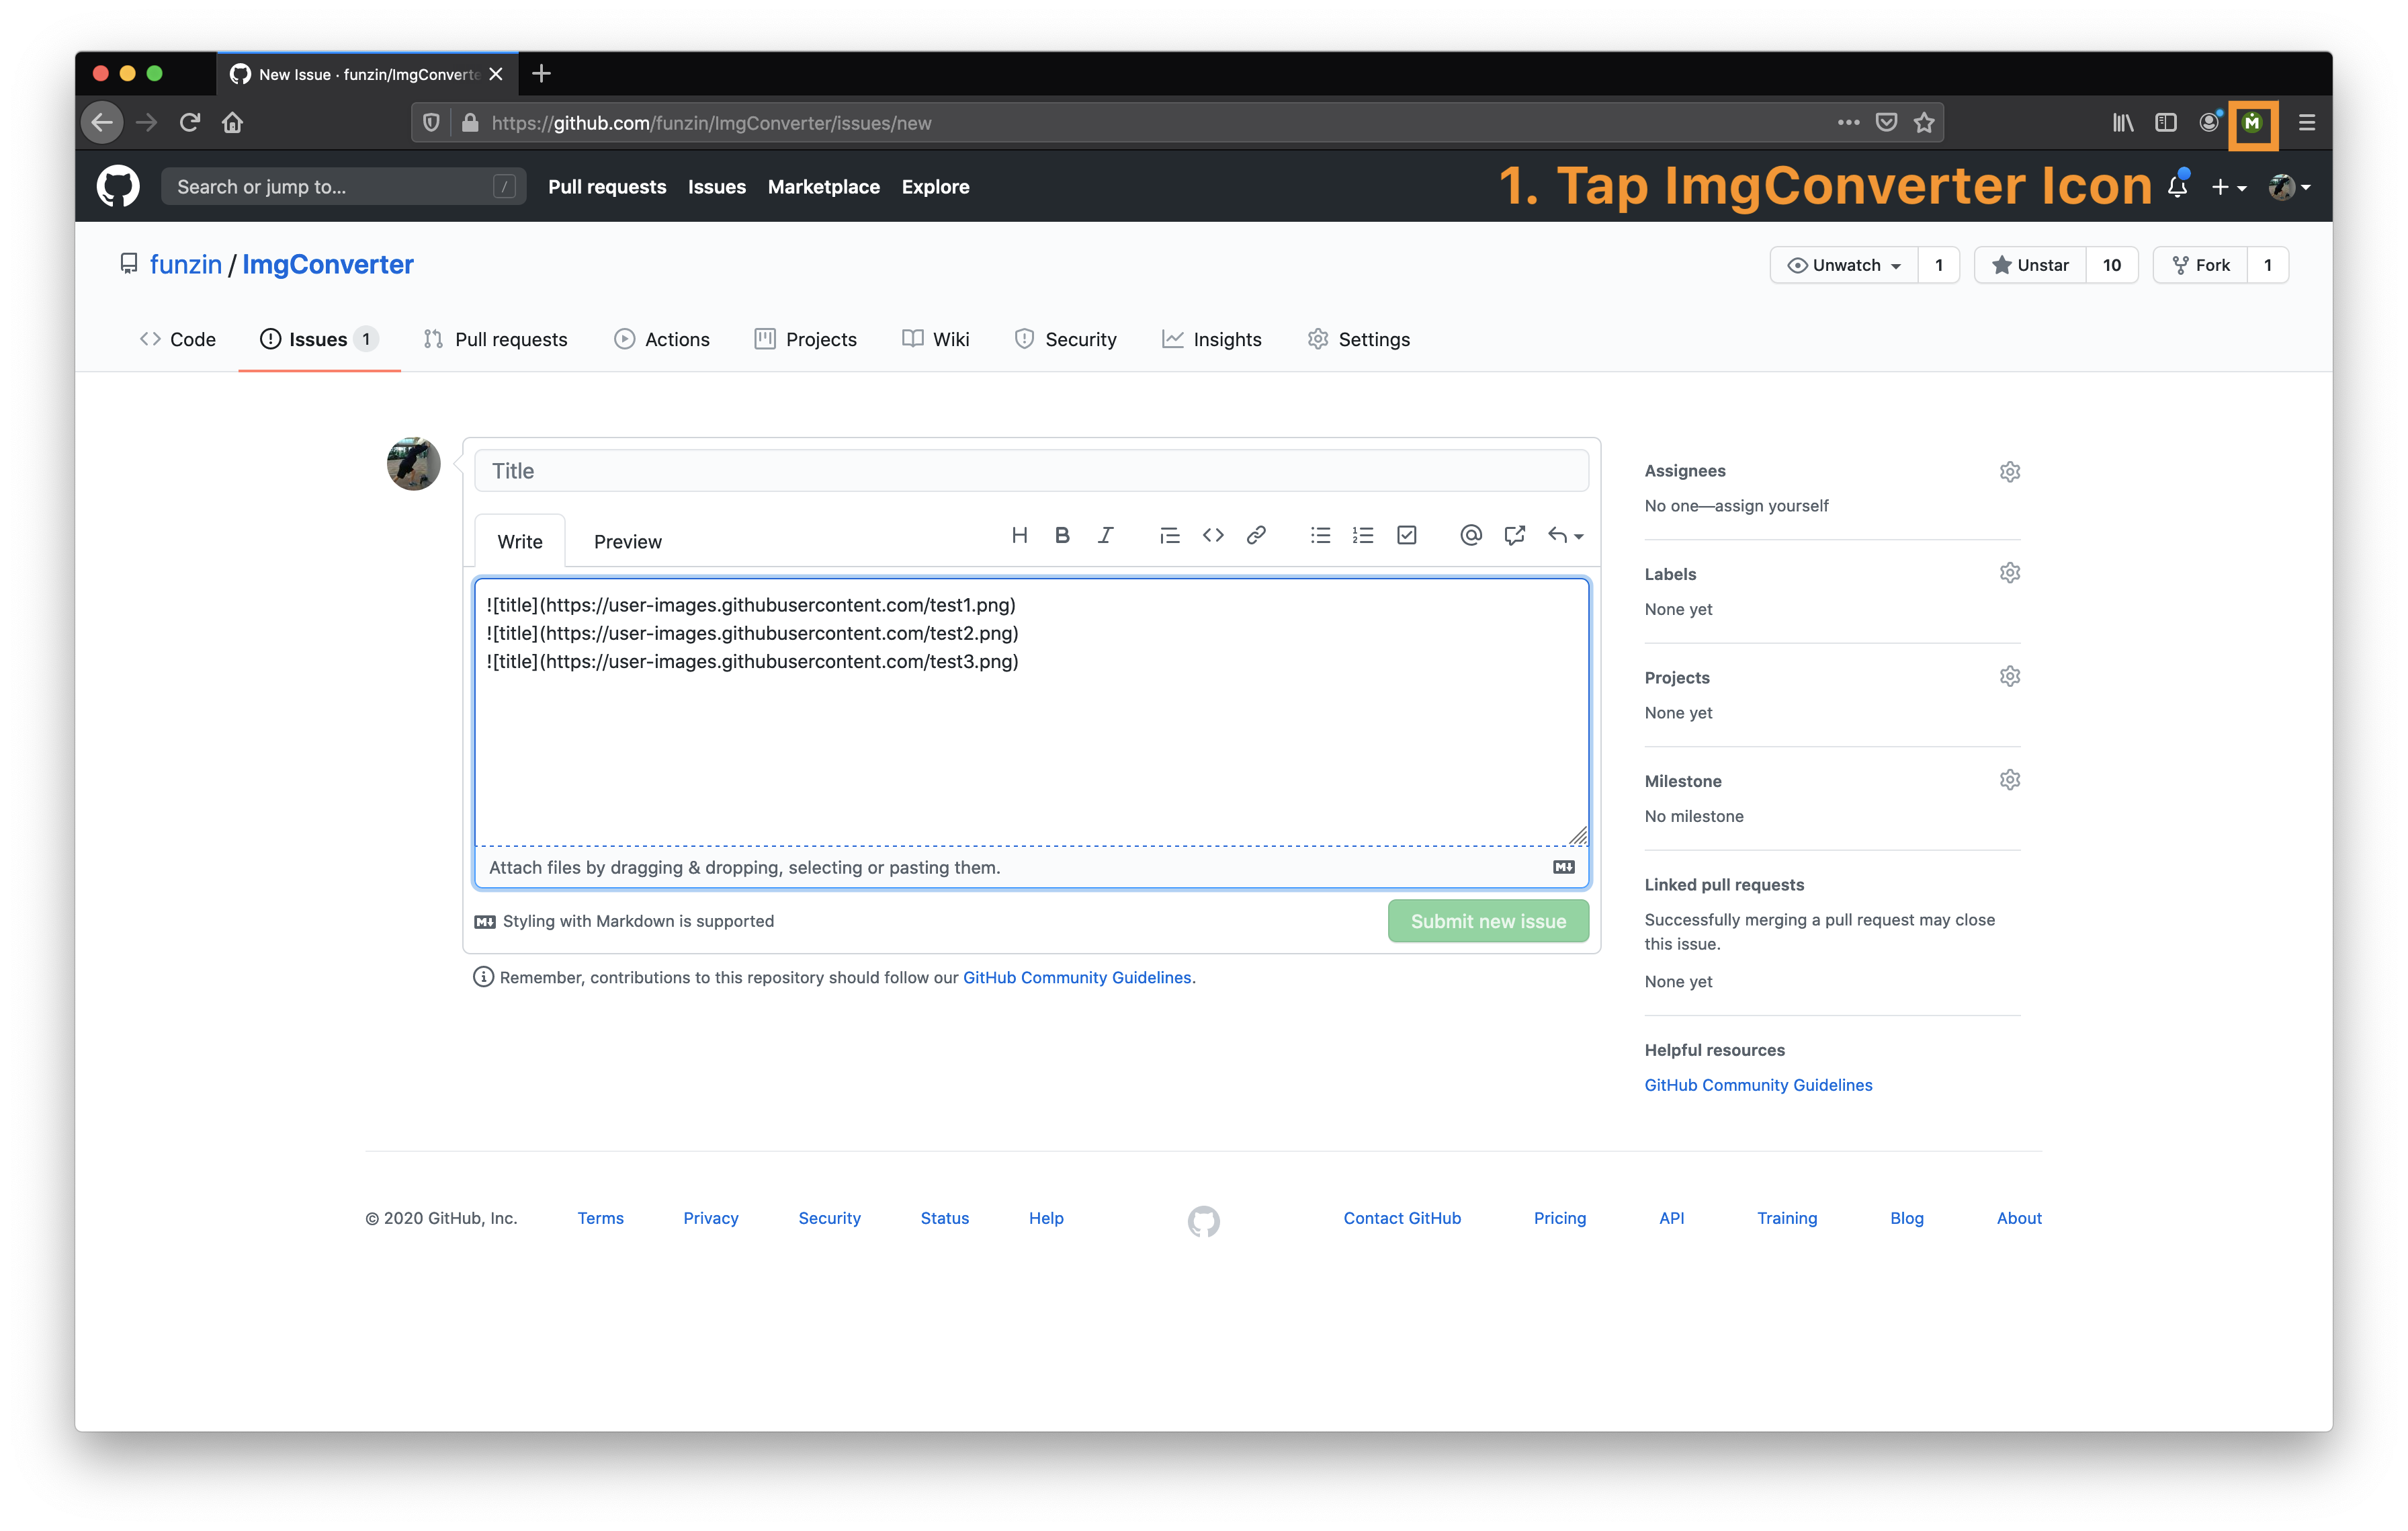 New Issue · funzin/ImgConverte
https://github.com/funzin/ImgConverter/issues/new
M
Search or jump to... /
Pull requests Issues Marketplace Explore
1. Tap ImgConverter Icon
funzin / ImgConverter
Unwatch 1 Unstar 10 Fork 1
Code Issues 1 Pull requests Actions Projects Wiki Security Insights Settings
Title
Write Preview
![title](https://user-images.githubusercontent.com/test1.png)
![title](https://user-images.githubusercontent.com/test2.png)
![title](https://user-images.githubusercontent.com/test3.png)
Attach files by dragging & dropping, selecting or pasting them.
Styling with Markdown is supported
Submit new issue
Remember, contributions to this repository should follow our GitHub Community Guidelines.
Assignees
No one—assign yourself
Labels
None yet
Projects
None yet
Milestone
No milestone
Linked pull requests
Successfully merging a pull request may close
this issue.
None yet
Helpful resources
GitHub Community Guidelines
© 2020 GitHub, Inc. Terms Privacy Security Status Help Contact GitHub Pricing API Training Blog About